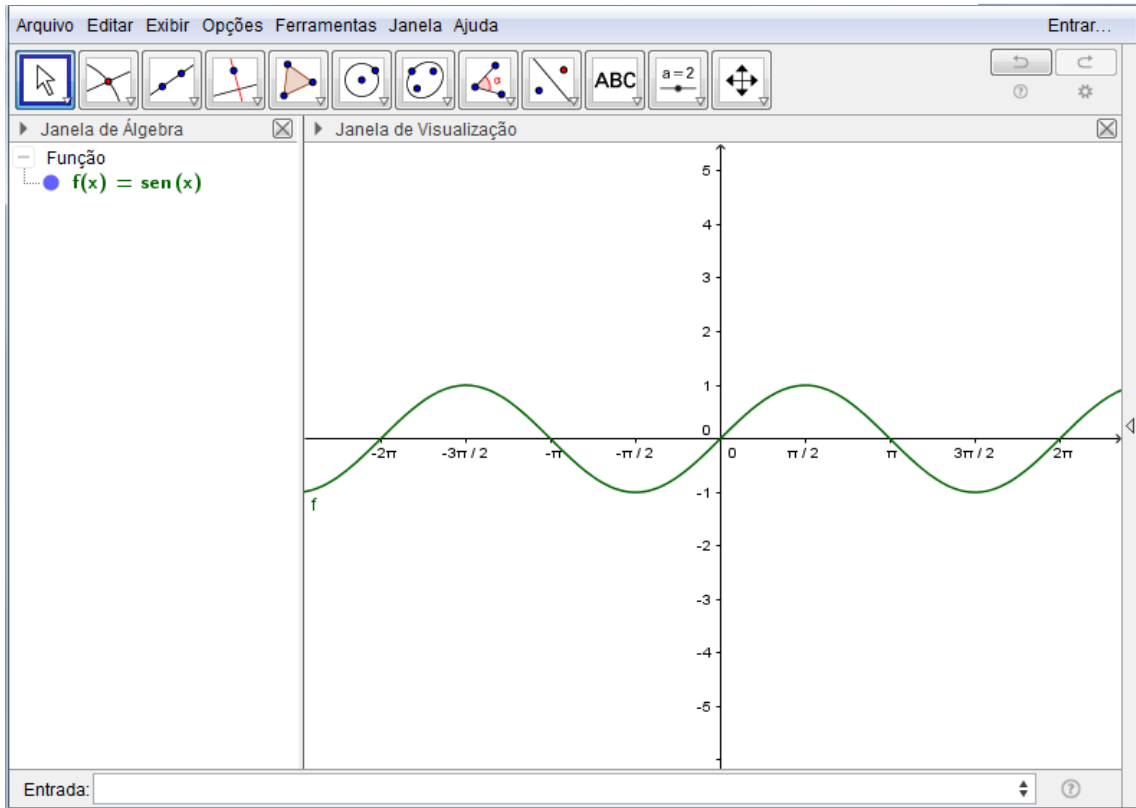 Arquivo Editar Exibir Opções Ferramentas Janela Ajuda Entrar...
ABC a=2
α
Janela de Álgebra
Janela de Visualização
Função
f(x) = sen(x)
5
4
3
2
1
0
-2π -3π/2 -π -π/2 0 π/2 π 3π/2 2π
-1
f
-2
-3
-4
-5
Entrada: